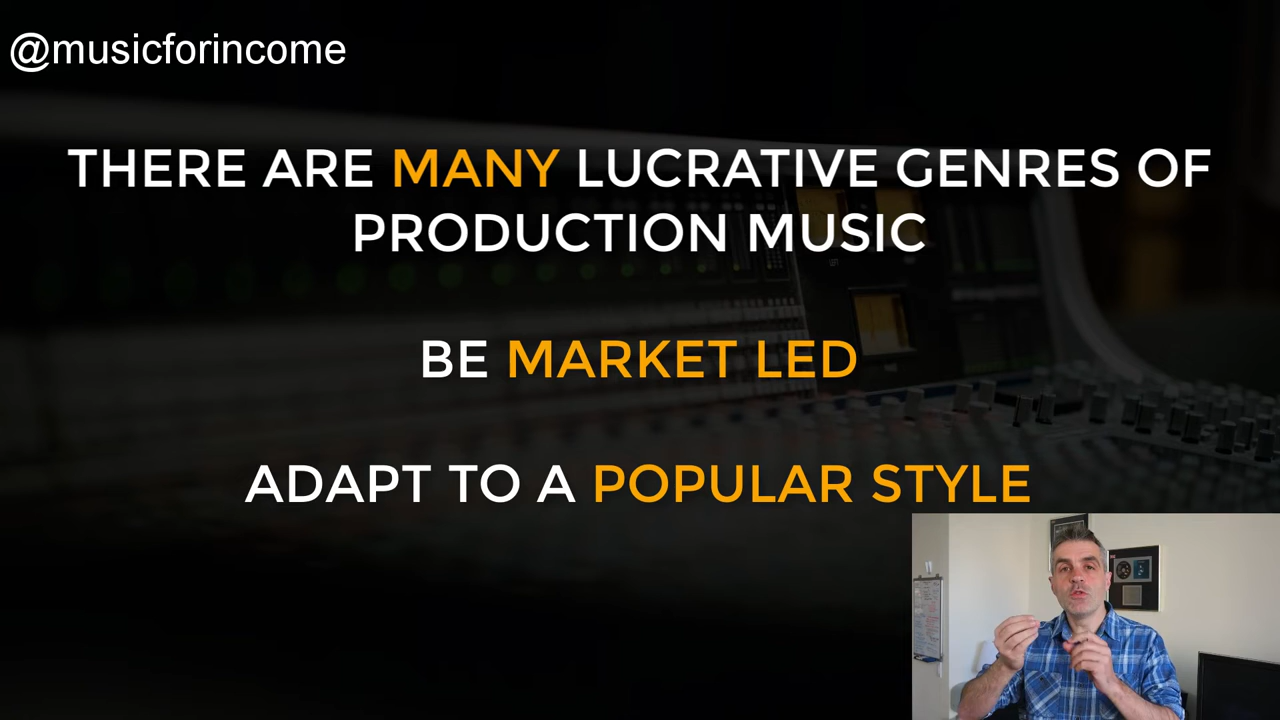 @musicforincome
THERE ARE MANY LUCRATIVE GENRES OF
PRODUCTION MUSIC
BE MARKET LED
ADAPT TO A POPULAR STYLE